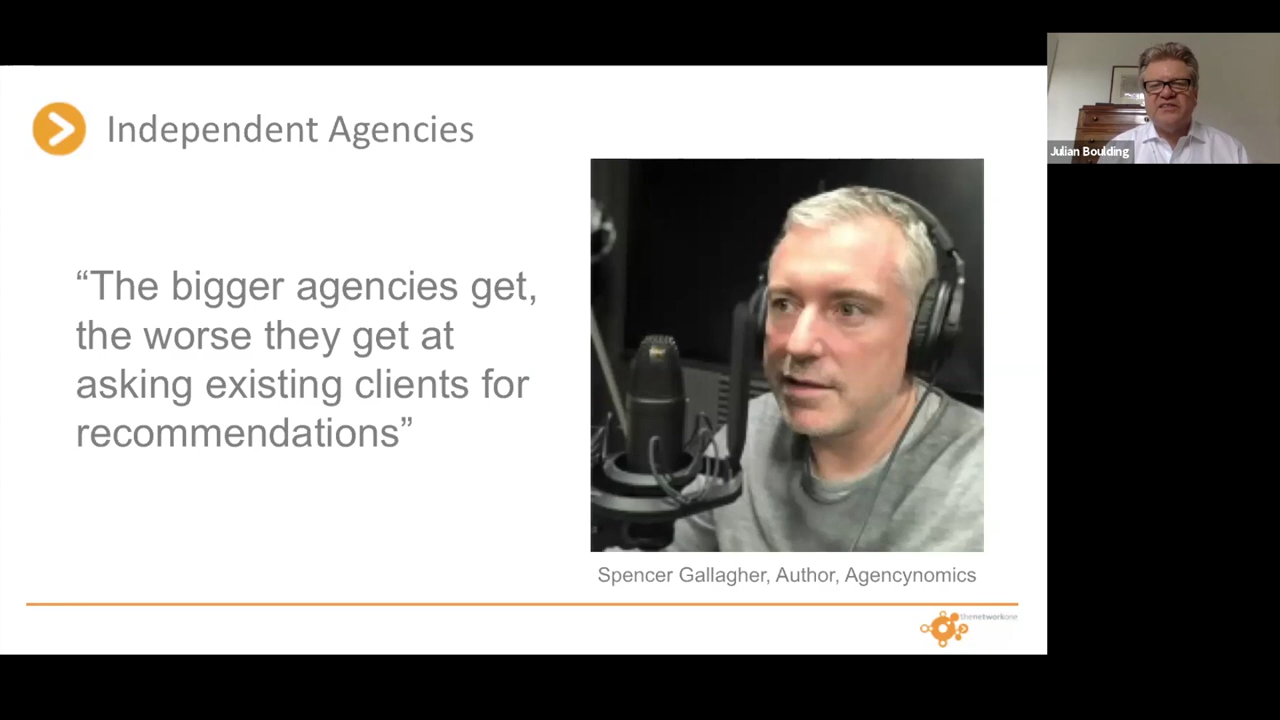 Independent Agencies
“The bigger agencies get,
the worse they get at
asking existing clients for
recommendations”
Spencer Gallagher, Author, Agencynomics
thenetworkone
Julian Boulding